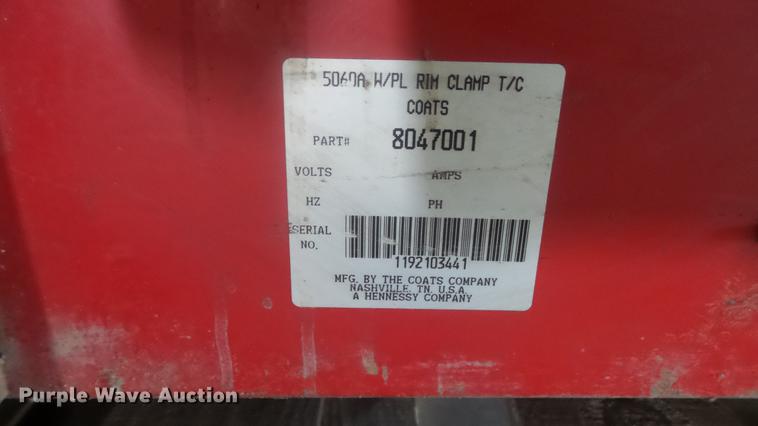 5060A W/PL RIM CLAMP T/C
COATS
PART# 8047001
VOLTS AMPS
HZ PH
SERIAL
NO.
1192103441
MFG. BY THE COATS COMPANY
NASHVILLE, TN. U.S.A.
A HENNESSY COMPANY
Purple Wave Auction